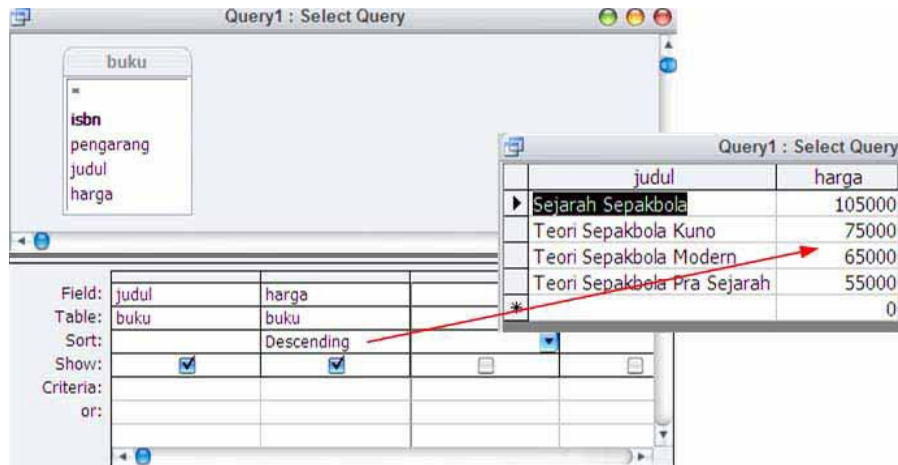 Query1 : Select Query
buku
isbn
pengarang
judul
harga
Query1 : Select Query
judul harga
Sejarah Sepakbola 105000
Teori Sepakbola Kuno 75000
Teori Sepakbola Modern 65000
Teori Sepakbola Pra Sejarah 55000
* 0
Field: judul harga
Table: buku buku
Sort: Descending
Show:
Criteria:
or: